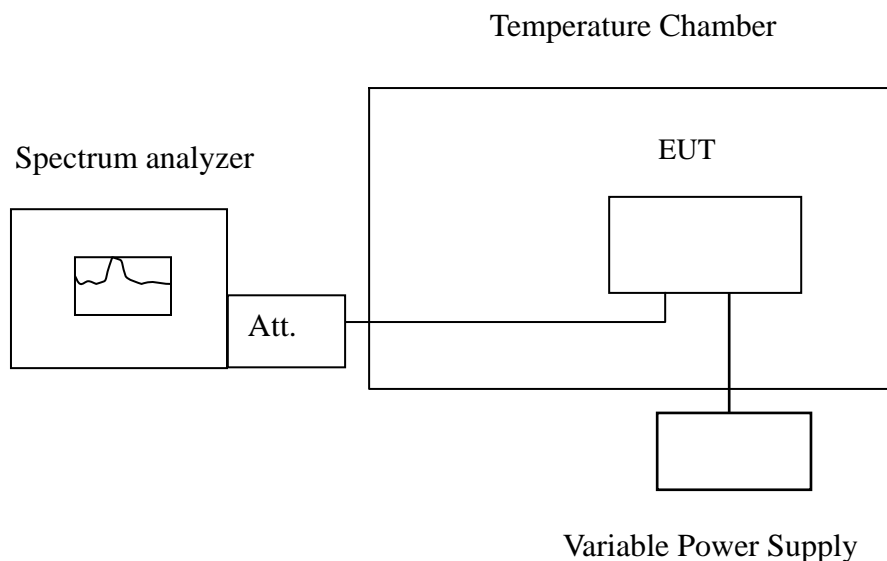 Temperature Chamber
Spectrum analyzer
EUT
Att.
Variable Power Supply